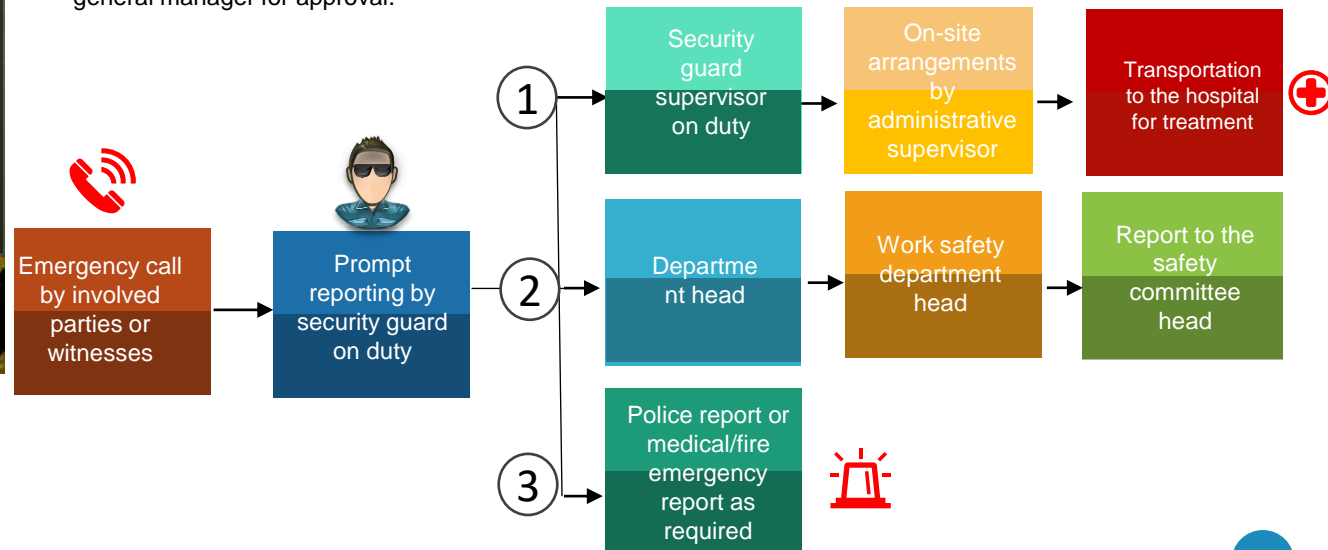 general manager for approval.
Emergency call
by involved
parties or
witnesses
Prompt
reporting by
security guard
on duty
1
Security
guard
supervisor
on duty
On-site
arrangements
by
administrative
supervisor
Transportation
to the hospital
for treatment
2
Departme
nt head
Work safety
department
head
Report to the
safety
committee
head
3
Police report or
medical/fire
emergency
report as
required